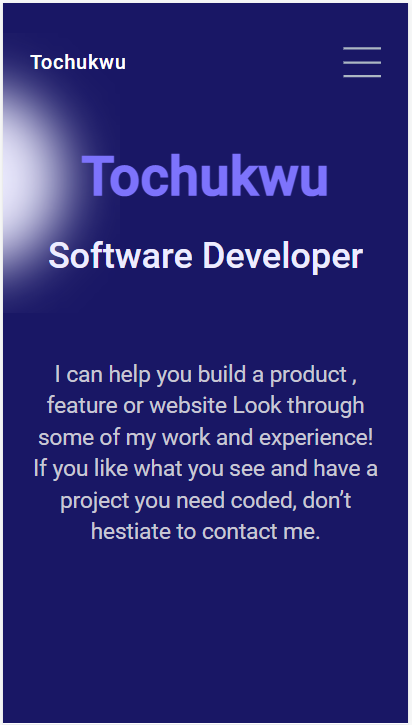 Tochukwu
Tochukwu
Software Developer
I can help you build a product ,
feature or website Look through
some of my work and experience!
If you like what you see and have a
project you need coded, don’t
hestiate to contact me.